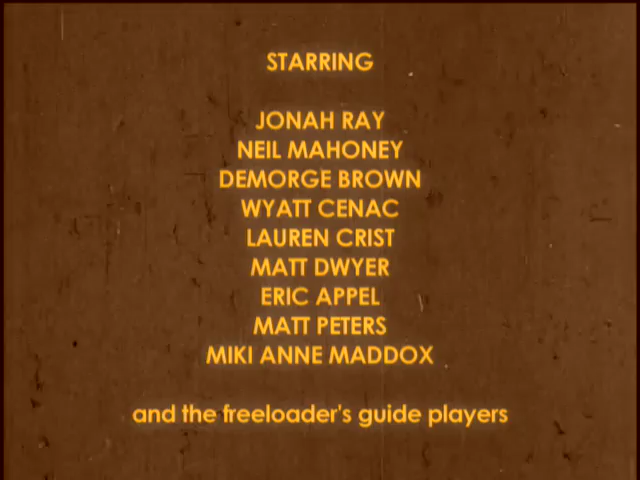 STARRING
JONAH RAY
NEIL MAHONEY
DEMORGE BROWN
WYATT CENAC
LAUREN CRIST
MATT DWYER
ERIC APPEL
MATT PETERS
MIKI ANNE MADDOX
and the freeloader's guide players